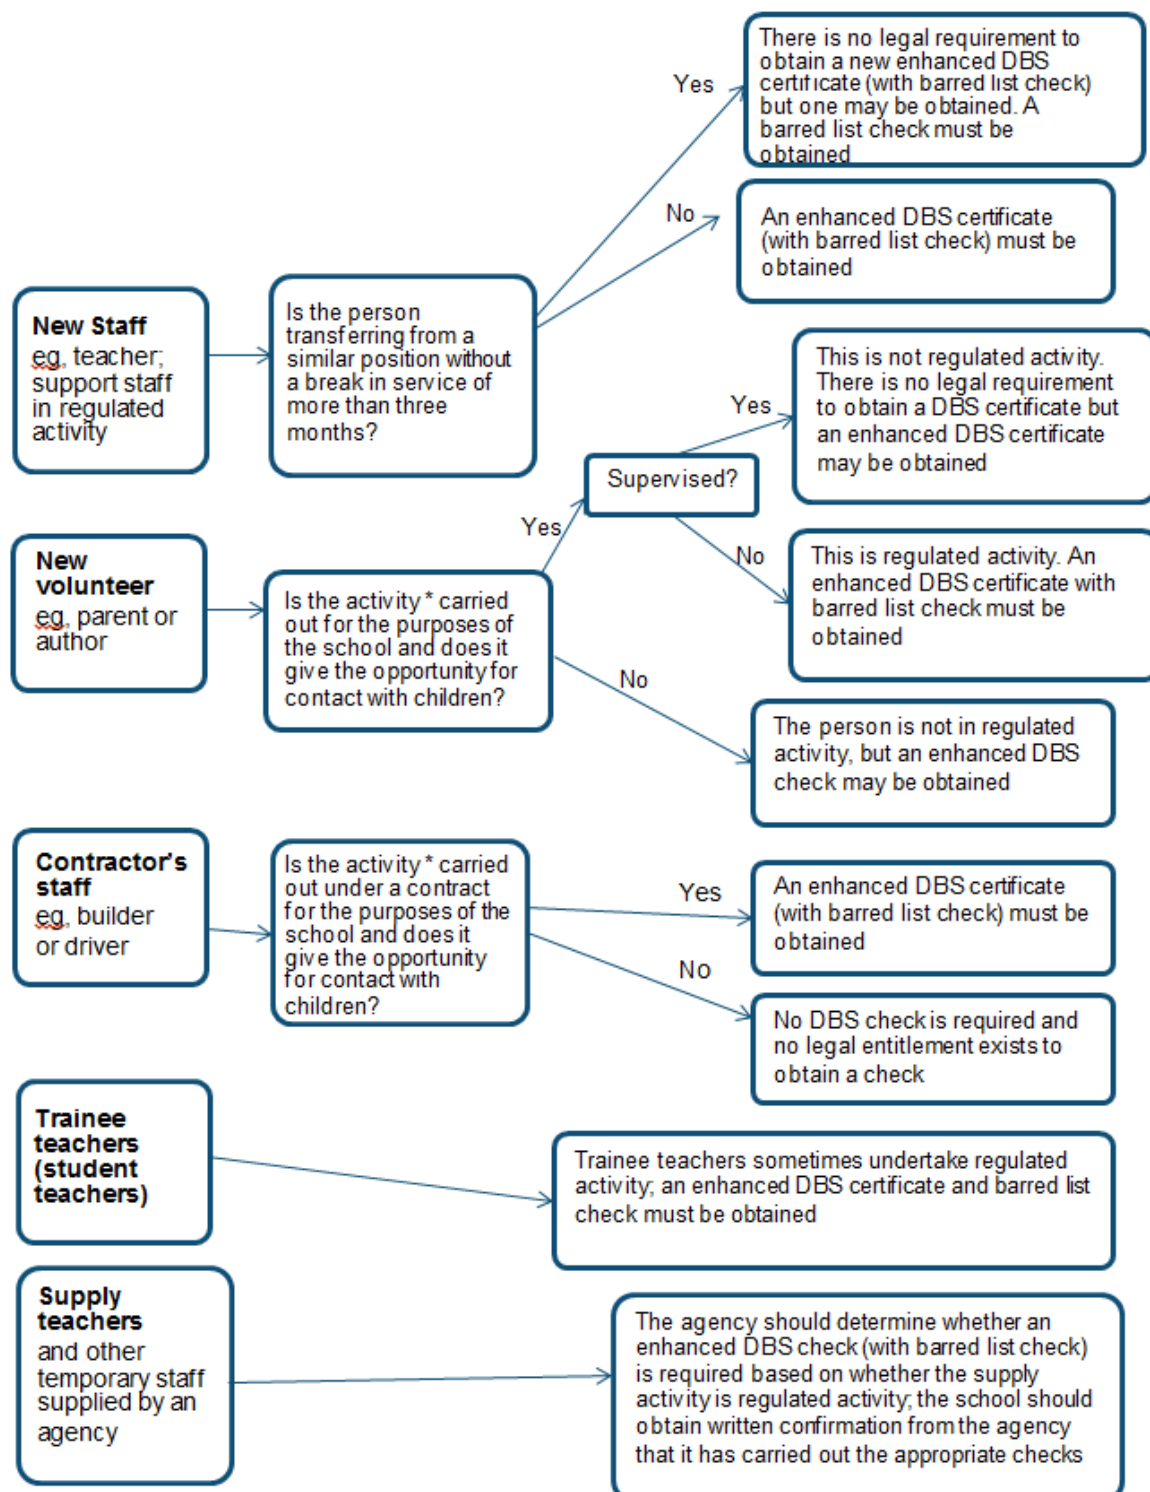 There is no legal requirement to
obtain a new enhanced DBS
certificate (with barred list check)
but one may be obtained. A
barred list check must be
obtained
Yes
No
An enhanced DBS certificate
(with barred list check) must be
obtained
New Staff
eg, teacher;
support staff
in regulated
activity
Is the person
transferring from a
similar position without
a break in service of
more than three
months?
This is not regulated activity.
There is no legal requirement
to obtain a DBS certificate but
an enhanced DBS certificate
may be obtained
Yes
Supervised?
Yes
No
This is regulated activity. An
enhanced DBS certificate with
barred list check must be
obtained
New
volunteer
eg, parent or
author
Is the activity * carried
out for the purposes of
the school and does it
give the opportunity for
contact with children?
No
The person is not in regulated
activity, but an enhanced DBS
check may be obtained
Contractor's
staff
eg, builder
or driver
Is the activity * carried
out under a contract
for the purposes of the
school and does it
give the opportunity
for contact with
children?
Yes
An enhanced DBS certificate
(with barred list check) must be
obtained
No
No DBS check is required and
no legal entitlement exists to
obtain a check
Trainee
teachers
(student
teachers)
Trainee teachers sometimes undertake regulated
activity; an enhanced DBS certificate and barred list
check must be obtained
Supply
teachers
and other
temporary staff
supplied by an
agency
The agency should determine whether an
enhanced DBS check (with barred list check)
is required based on whether the supply
activity is regulated activity; the school should
obtain written confirmation from the agency
that it has carried out the appropriate checks